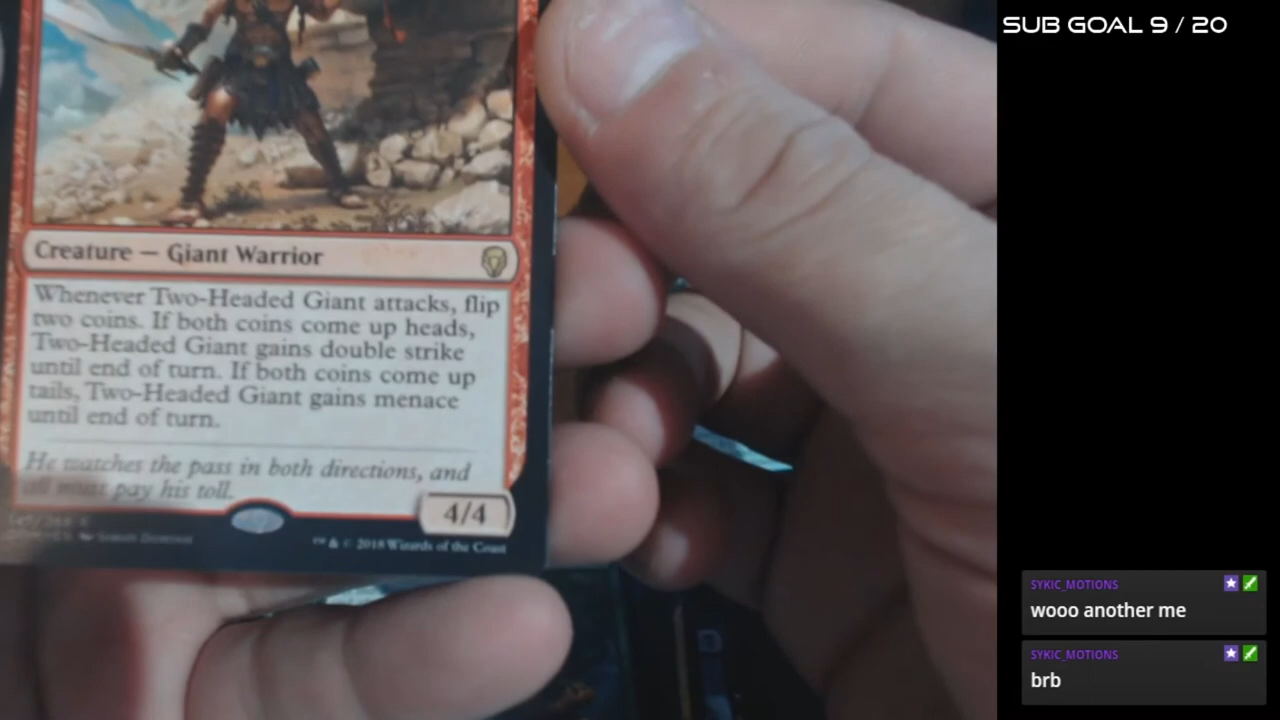 SUB GOAL 9 / 20
Creature — Giant Warrior
Whenever Two-Headed Giant attacks, flip
two coins. If both coins come up heads,
Two-Headed Giant gains double strike
until end of turn. If both coins come up
tails, Two-Headed Giant gains menace
until end of turn.
He watches the pass in both directions, and
all must pay his toll.
4/4
™ & © 2018 Wizards of the Coast
SYKIC_MOTIONS
wooo another me
SYKIC_MOTIONS
brb